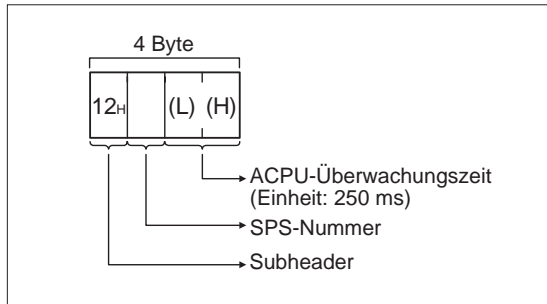 4 Byte
12H (L) (H)
ACPU-Überwachungszeit
(Einheit: 250 ms)
SPS-Nummer
Subheader